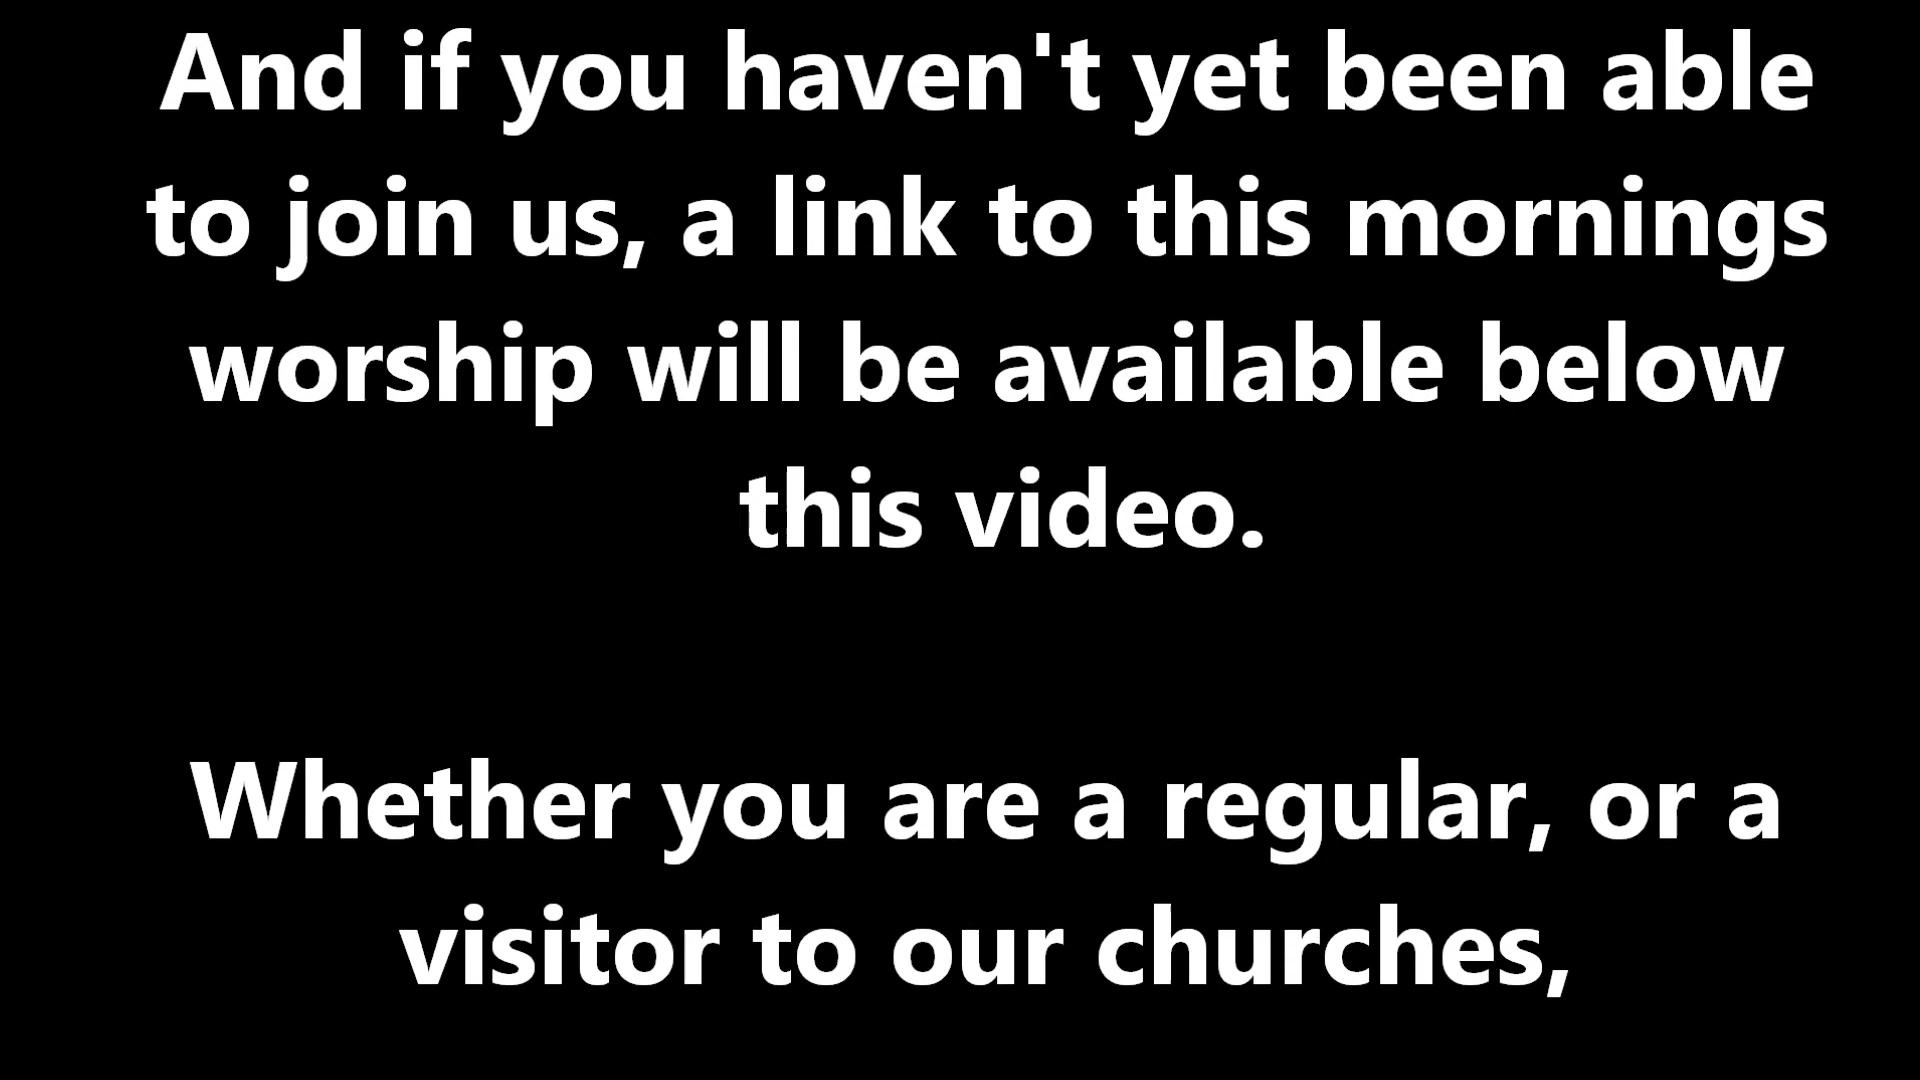 And if you haven't yet been able
to join us, a link to this mornings
worship will be available below
this video.
Whether you are a regular, or a
visitor to our churches,